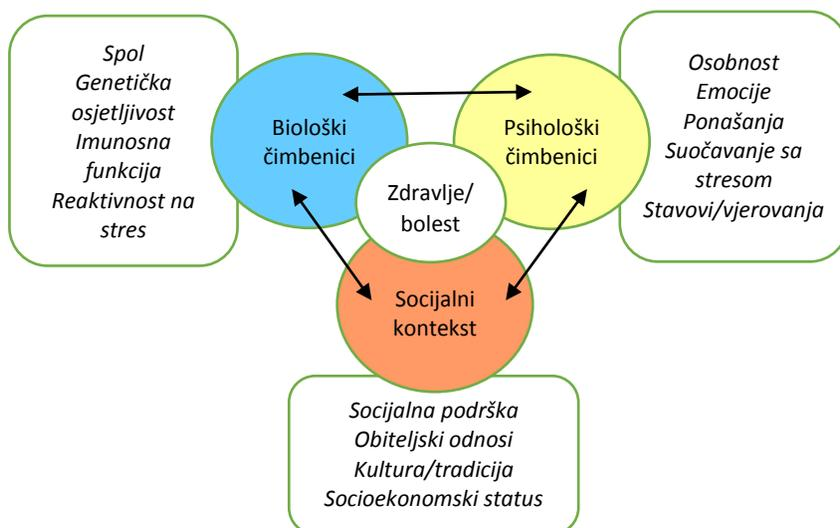 Spol
Genetička
osjetljivost
Imunosna
funkcija
Reaktivnost na
stres
Biološki
čimbenici
Psihološki
čimbenici
Osobnost
Emocije
Ponašanja
Suočavanje sa
stresom
Stavovi/vjerovanja
Zdravlje/
bolest
Socijalni
kontekst
Socijalna podrška
Obiteljski odnosi
Kultura/tradicija
Socioekonomski status